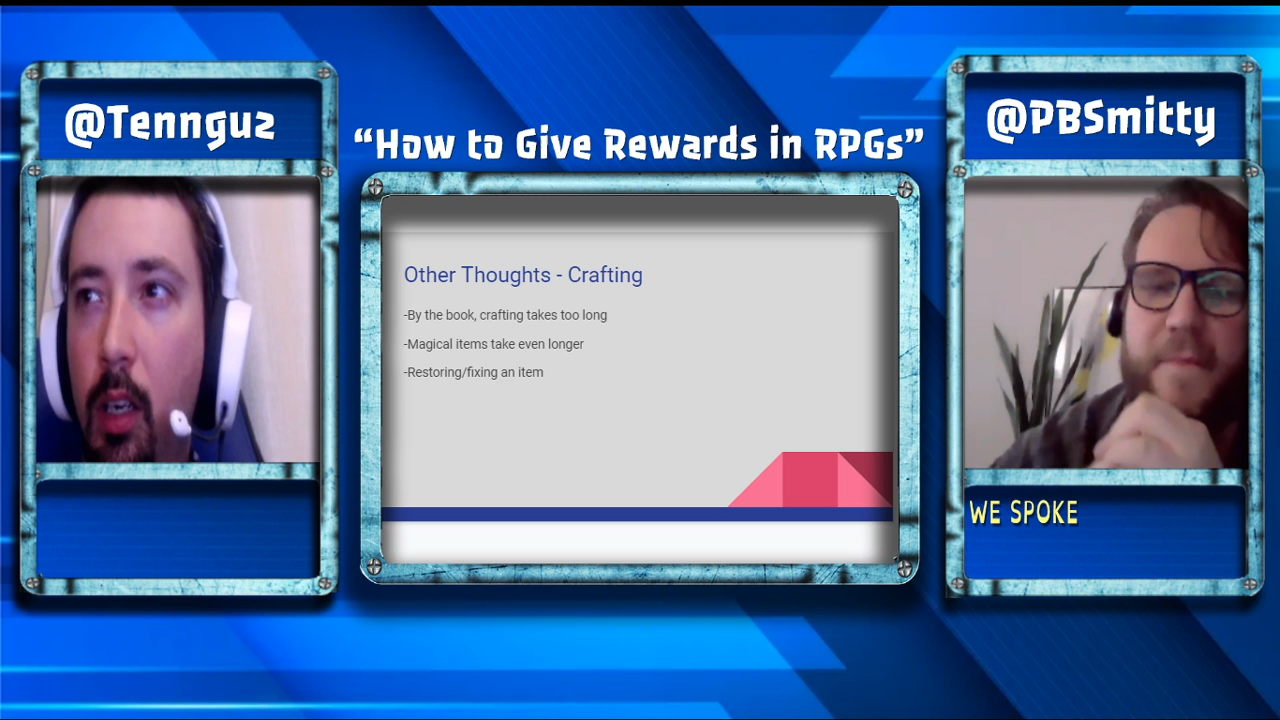 @Tennguz
“How to Give Rewards in RPGs”
@PBSmitty
Other Thoughts - Crafting
-By the book, crafting takes too long
-Magical items take even longer
-Restoring/fixing an item
WE SPOKE